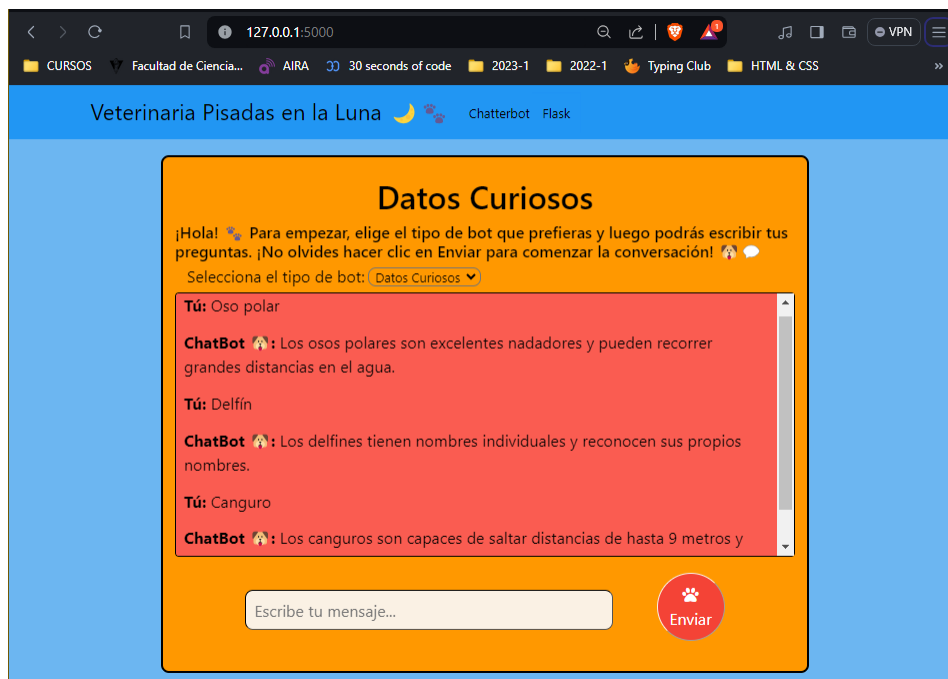 127.0.0.1:5000
1
VPN
CURSOS Facultad de Ciencia... AIRA 30 seconds of code 2023-1 2022-1 Typing Club HTML & CSS »
Veterinaria Pisadas en la Luna 🌙 🐾 Chatterbot Flask
Datos Curiosos
¡Hola! 🐾 Para empezar, elige el tipo de bot que prefieras y luego podrás escribir tus
preguntas. ¡No olvides hacer clic en Enviar para comenzar la conversación! 🐶 💬
Selecciona el tipo de bot: Datos Curiosos
Tú: Oso polar
ChatBot 🐶: Los osos polares son excelentes nadadores y pueden recorrer
grandes distancias en el agua.
Tú: Delfín
ChatBot 🐶: Los delfines tienen nombres individuales y reconocen sus propios
nombres.
Tú: Canguro
ChatBot 🐶: Los canguros son capaces de saltar distancias de hasta 9 metros y
Escribe tu mensaje...
Enviar